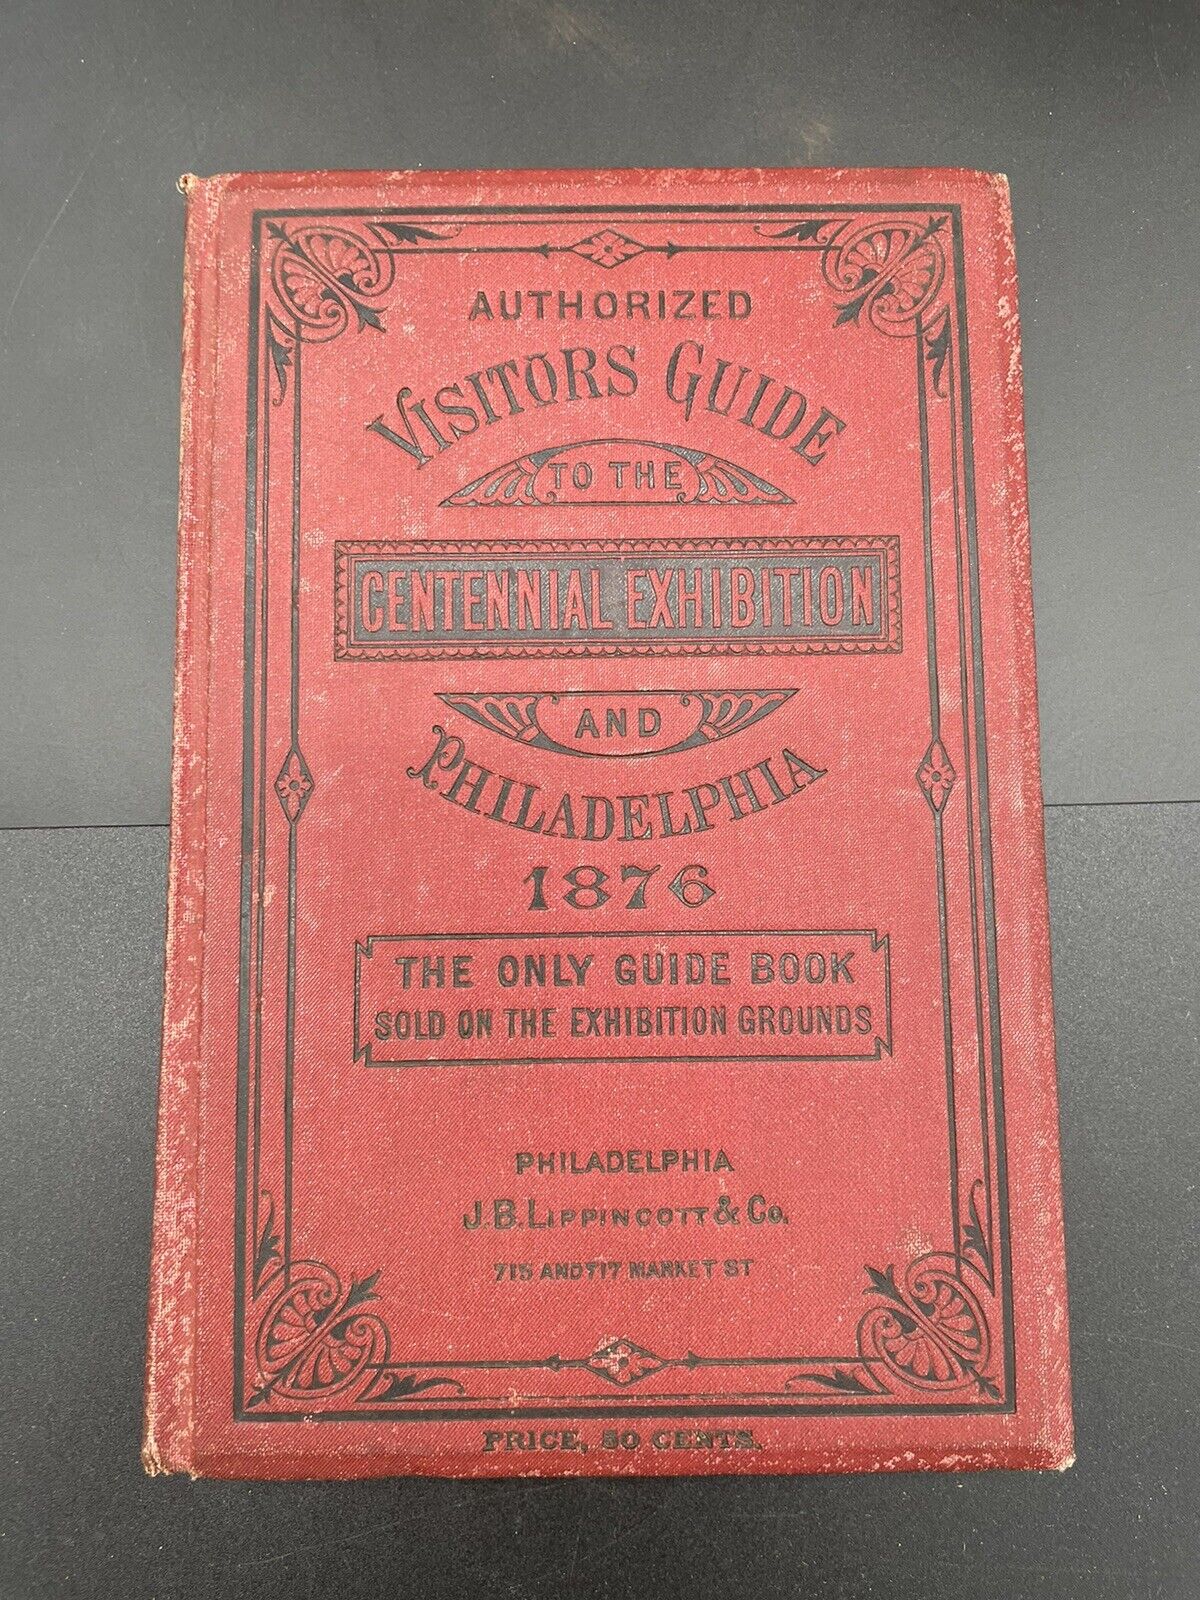 AUTHORIZED
VISITORS GUIDE
TO THE
CENTENNIAL EXHIBITION
AND
PHILADELPHIA
1876
THE ONLY GUIDE BOOK
SOLD ON THE EXHIBITION GROUNDS
PHILADELPHIA
J.B. LIPPINCOTT & CO.
715 AND 717 MARKET ST
PRICE, 50 CENTS.